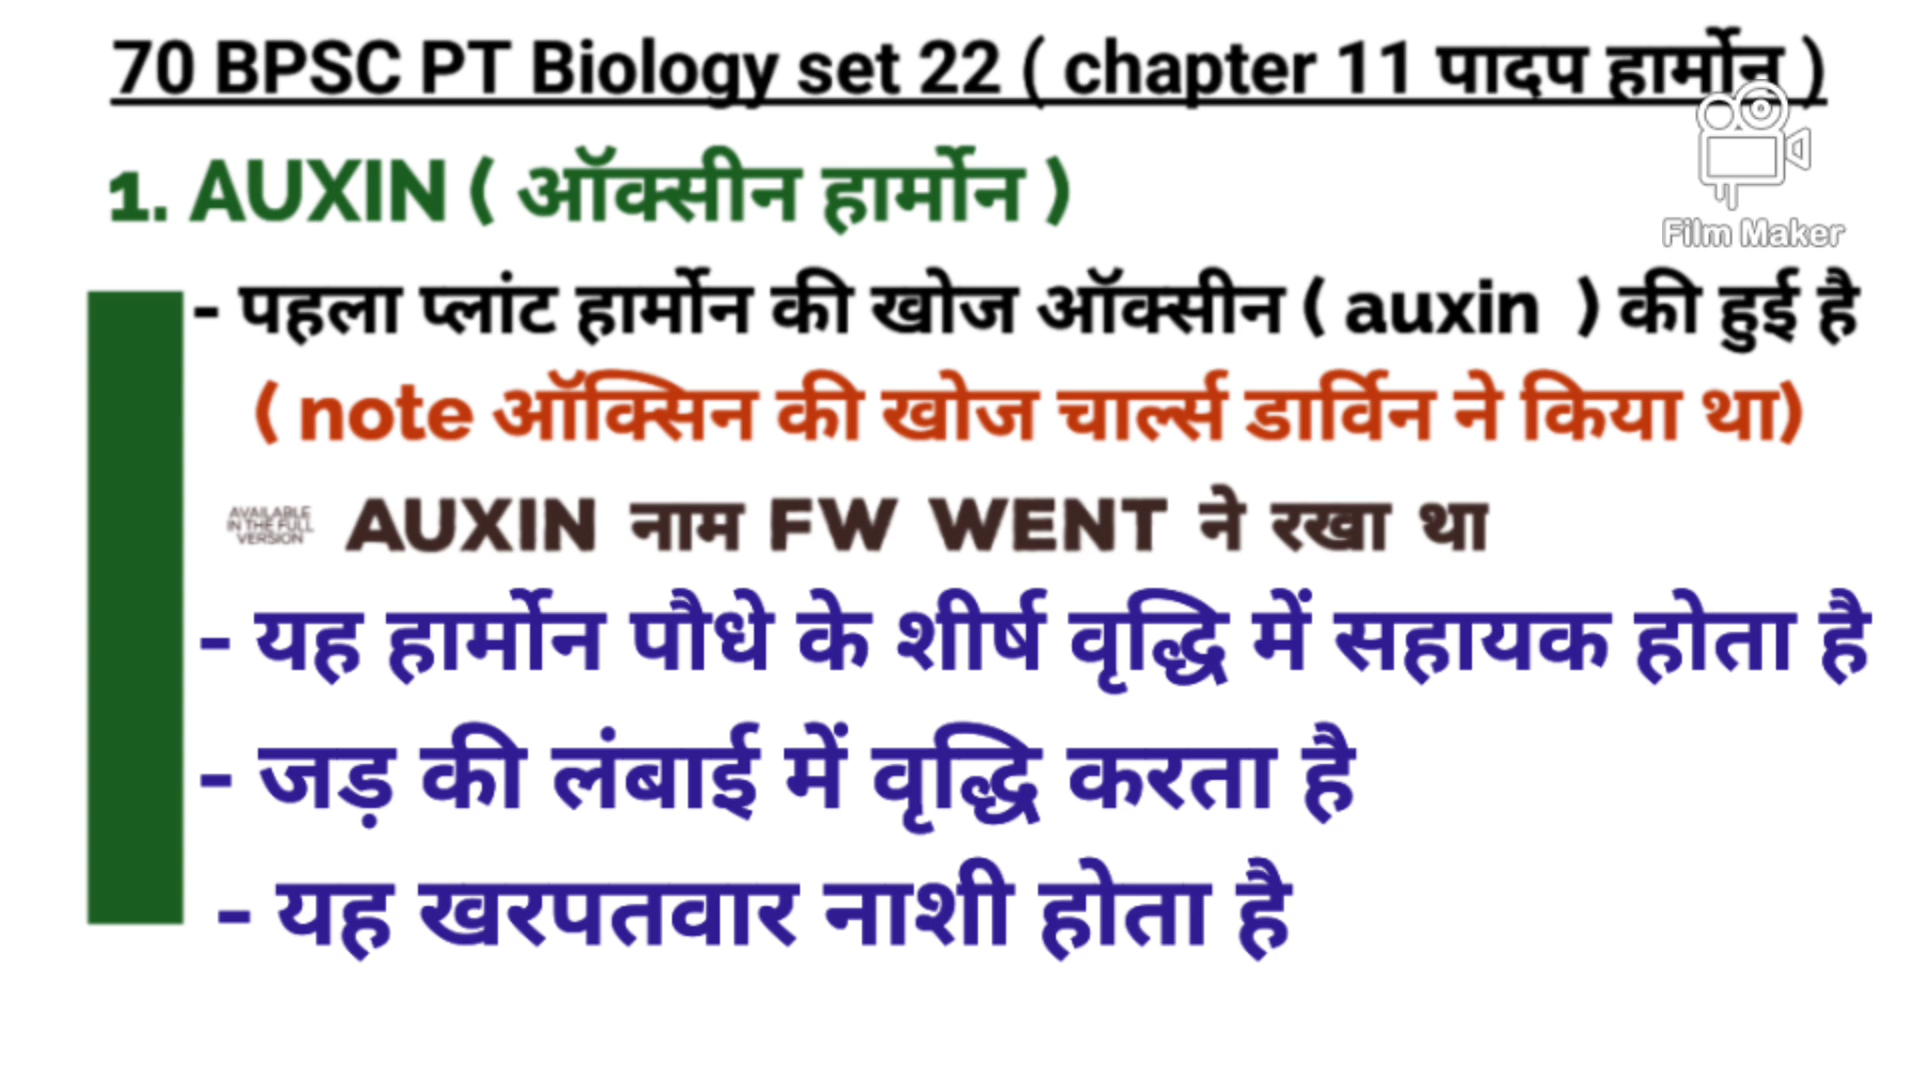 70 BPSC PT Biology set 22 ( chapter 11 पादप हार्मोन )
Film Maker
1. AUXIN ( ऑक्सीन हार्मोन )
- पहला प्लांट हार्मोन की खोज ऑक्सीन ( auxin ) की हुई है
( note ऑक्सिन की खोज चार्ल्स डार्विन ने किया था)
AVAILABLE
IN THE FULL
VERSION
AUXIN नाम FW WENT ने रखा था
- यह हार्मोन पौधे के शीर्ष वृद्धि में सहायक होता है
- जड़ की लंबाई में वृद्धि करता है
- यह खरपतवार नाशी होता है